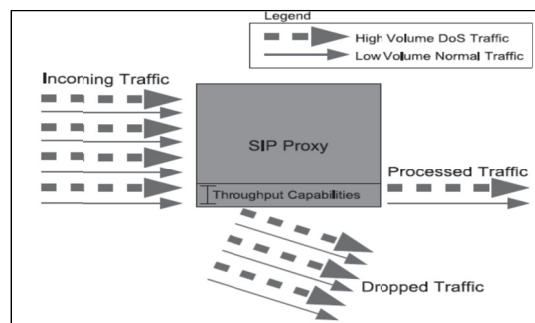 Legend
High Volume DoS Traffic
Low Volume Normal Traffic
Incoming Traffic
SIP Proxy
Processed Traffic
Throughput Capabilities
Dropped Traffic